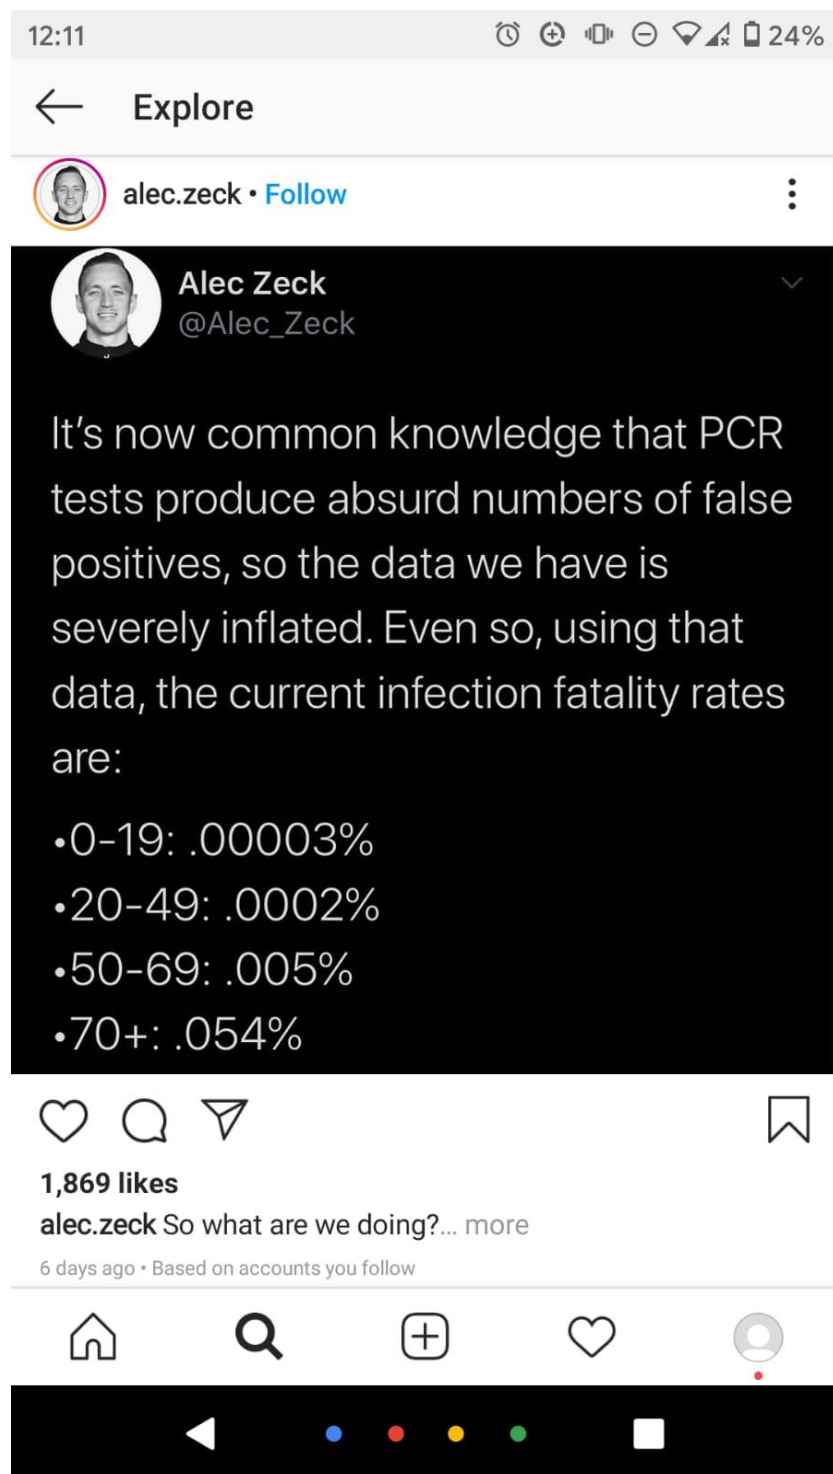 12:11
24%
Explore
alec.zeck • Follow
Alec Zeck
@Alec_Zeck
It's now common knowledge that PCR
tests produce absurd numbers of false
positives, so the data we have is
severely inflated. Even so, using that
data, the current infection fatality rates
are:
•0-19: .00003%
•20-49: .0002%
•50-69: .005%
•70+: .054%
1,869 likes
alec.zeck So what are we doing?... more
6 days ago • Based on accounts you follow